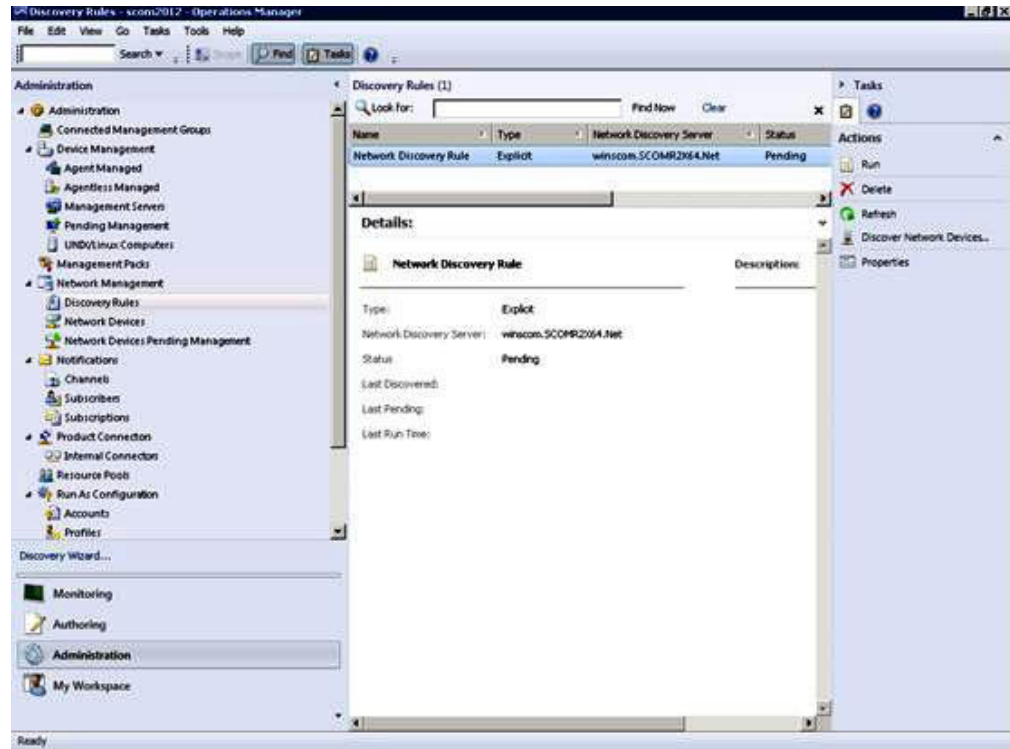 Discovery Rules - scom2012 - Operations Manager
File Edit View Go Tasks Tools Help
Search Scope Find Tasks
Administration
Administration
Connected Management Groups
Device Management
Agent Managed
Agentless Managed
Management Servers
Pending Management
UNIX/Linux Computers
Management Packs
Network Management
Discovery Rules
Network Devices
Network Devices Pending Management
Notifications
Channels
Subscribers
Subscriptions
Product Connectors
Internal Connectors
Resource Pools
Run As Configuration
Accounts
Profiles
Discovery Wizard...
Monitoring
Authoring
Administration
My Workspace
Ready
Discovery Rules (1)
Look for: Find Now Clear
Name Type Network Discovery Server Status
Network Discovery Rule Explicit winscom.SCOMR2X64.Net Pending
Details:
Network Discovery Rule Description:
Type: Explicit
Network Discovery Server: winscom.SCOMR2X64.Net
Status Pending
Last Discovered:
Last Pending:
Last Run Time:
Tasks
Actions
Run
Delete
Refresh
Discover Network Devices...
Properties